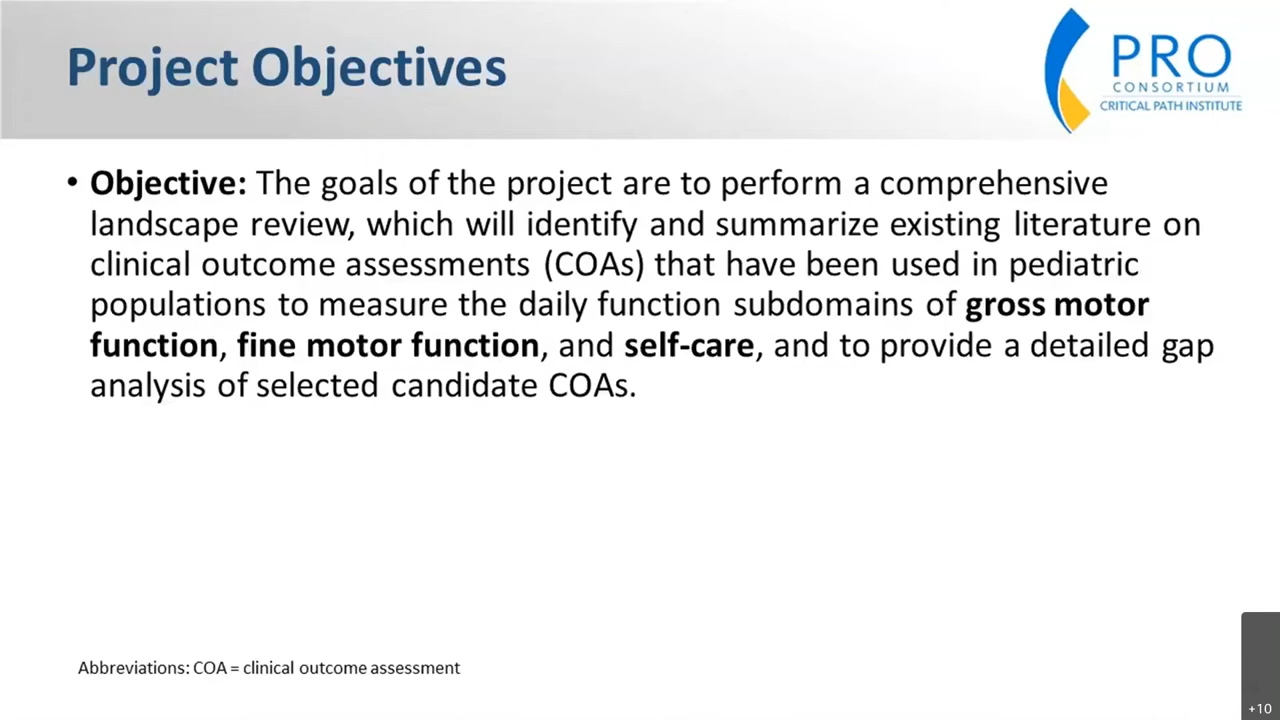 Project Objectives
PRO
CONSORTIUM
CRITICAL PATH INSTITUTE
• Objective: The goals of the project are to perform a comprehensive
landscape review, which will identify and summarize existing literature on
clinical outcome assessments (COAs) that have been used in pediatric
populations to measure the daily function subdomains of gross motor
function, fine motor function, and self-care, and to provide a detailed gap
analysis of selected candidate COAs.
Abbreviations: COA = clinical outcome assessment
+10